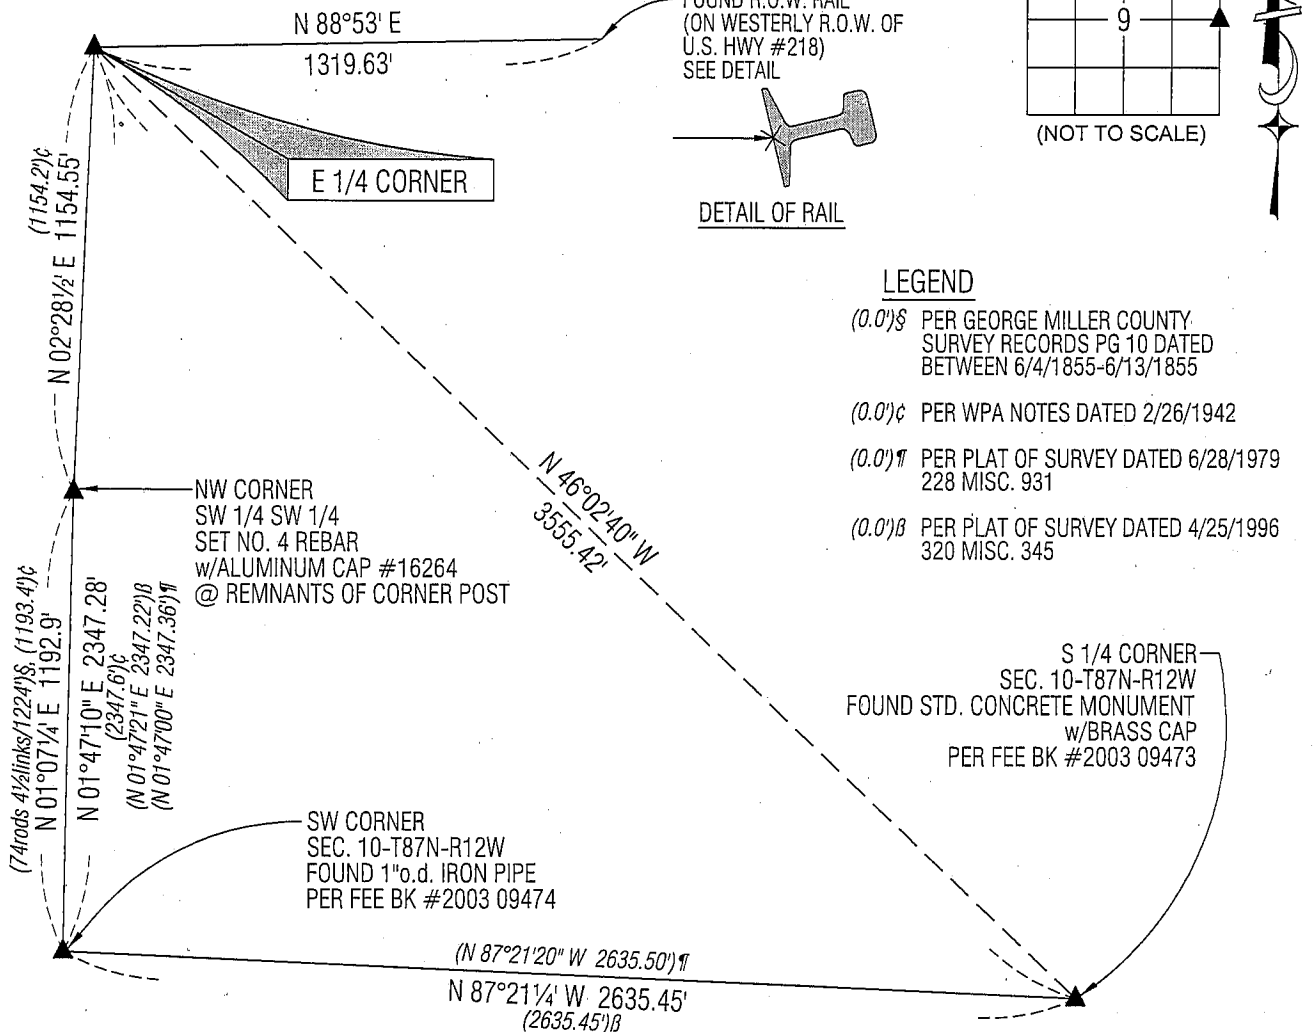 N 88°53' E
1319.63'
FOUND R.O.W. RAIL
(ON WESTERLY R.O.W. OF
U.S. HWY #218)
SEE DETAIL
9
(NOT TO SCALE)
E 1/4 CORNER
DETAIL OF RAIL
(1154.2')¢
N 02°28½' E 1154.55'
LEGEND
(0.0')§ PER GEORGE MILLER COUNTY
SURVEY RECORDS PG 10 DATED
BETWEEN 6/4/1855-6/13/1855
(0.0')¢ PER WPA NOTES DATED 2/26/1942
(0.0')¶ PER PLAT OF SURVEY DATED 6/28/1979
228 MISC. 931
(0.0')ß PER PLAT OF SURVEY DATED 4/25/1996
320 MISC. 345
N 46°02'40" W
3555.42'
NW CORNER
SW 1/4 SW 1/4
SET NO. 4 REBAR
w/ALUMINUM CAP #16264
@ REMNANTS OF CORNER POST
(74rods 4½links/1224')§, (1193.4')¢
N 01°07¼' E 1192.9'
N 01°47'10" E 2347.28'
(2347.6')¢
(N 01°47'21" E 2347.22')ß
(N 01°47'00" E 2347.36')¶
S 1/4 CORNER
SEC. 10-T87N-R12W
FOUND STD. CONCRETE MONUMENT
w/BRASS CAP
PER FEE BK #2003 09473
SW CORNER
SEC. 10-T87N-R12W
FOUND 1"o.d. IRON PIPE
PER FEE BK #2003 09474
(N 87°21'20" W 2635.50')¶
N 87°21¼' W 2635.45'
(2635.45')ß